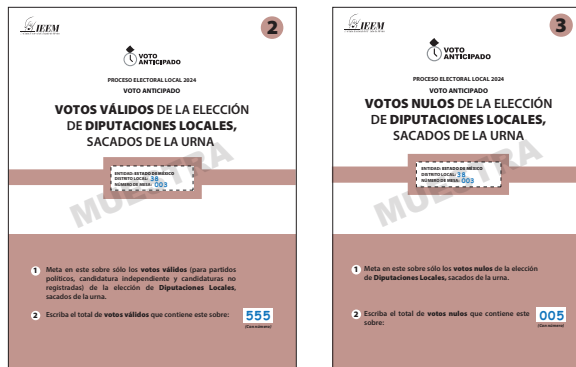 IEEM
2
VOTO
ANTICIPADO
PROCESO ELECTORAL LOCAL 2024
VOTO ANTICIPADO
VOTOS VÁLIDOS DE LA ELECCIÓN
DE DIPUTACIONES LOCALES,
SACADOS DE LA URNA
MUESTRA
ENTIDAD: ESTADO DE MÉXICO
DISTRITO LOCAL: 38
NÚMERO DE MESA: 003
1 Meta en este sobre sólo los votos válidos (para partidos
políticos, candidatura independiente y candidaturas no
registradas) de la elección de Diputaciones Locales,
sacados de la urna.
2 Escriba el total de votos válidos que contiene este sobre: 555
(Con número)
IEEM
3
VOTO
ANTICIPADO
PROCESO ELECTORAL LOCAL 2024
VOTO ANTICIPADO
VOTOS NULOS DE LA ELECCIÓN
DE DIPUTACIONES LOCALES,
SACADOS DE LA URNA
MUESTRA
ENTIDAD: ESTADO DE MÉXICO
DISTRITO LOCAL: 38
NÚMERO DE MESA: 003
1 Meta en este sobre sólo los votos nulos de la elección
de Diputaciones Locales, sacados de la urna.
2 Escriba el total de votos nulos que contiene este
sobre: 005
(Con número)